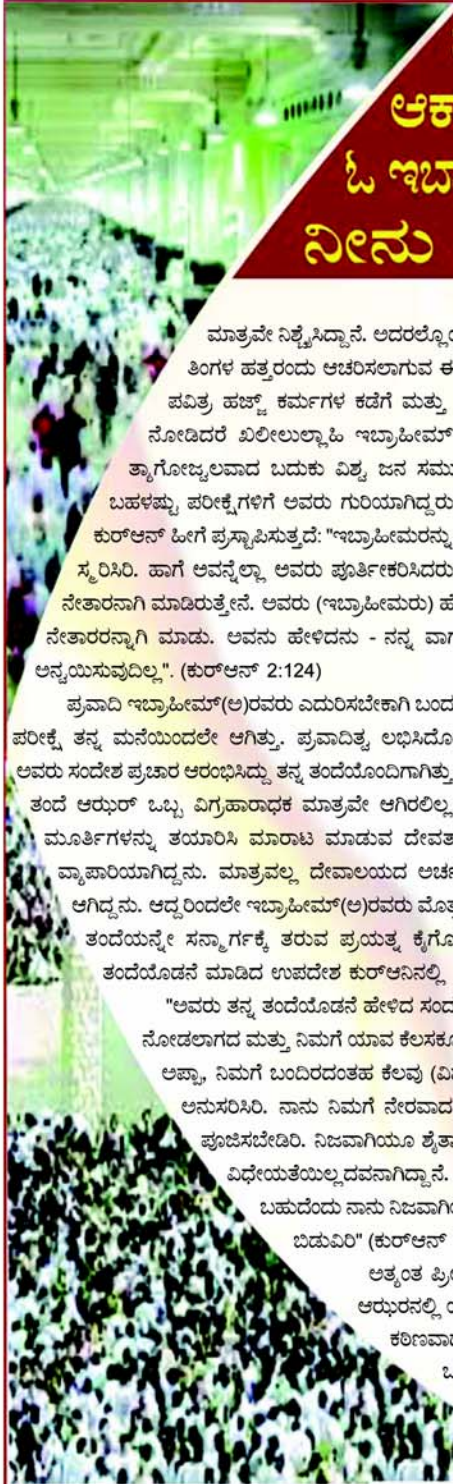 ಆಕ
ಓ ಇಬ್ರಾ
ನೀನು
ಮಾತ್ರವೇ ನಿಶ್ಚೈಸಿದ್ದಾನೆ. ಅದರಲ್ಲೊಂ
ತಿಂಗಳ ಹತ್ತರಂದು ಆಚರಿಸಲಾಗುವ ಈ
ಪವಿತ್ರ ಹಜ್ಜ್ ಕರ್ಮಗಳ ಕಡೆಗೆ ಮತ್ತು
ನೋಡಿದರೆ ಖಲೀಲುಲ್ಲಾಹಿ ಇಬ್ರಾಹೀಮ್
ತ್ಯಾಗೋಜ್ವಲವಾದ ಬದುಕು ವಿಶ್ವ ಜನ ಸಮು
ಬಹಳಷ್ಟು ಪರೀಕ್ಷೆಗಳಿಗೆ ಅವರು ಗುರಿಯಾಗಿದ್ದರು
ಕುರ್‌ಆನ್ ಹೀಗೆ ಪ್ರಸ್ಥಾಪಿಸುತ್ತದೆ: "ಇಬ್ರಾಹೀಮರನ್ನು
ಸ್ಮರಿಸಿರಿ. ಹಾಗೆ ಅವನ್ನೆಲ್ಲಾ ಅವರು ಪೂರ್ತೀಕರಿಸಿದರು
ನೇತಾರನಾಗಿ ಮಾಡಿರುತ್ತೇನೆ. ಅವರು (ಇಬ್ರಾಹೀಮರು) ಹೆ
ನೇತಾರರನ್ನಾಗಿ ಮಾಡು. ಅವನು ಹೇಳಿದನು - ನನ್ನ ವಾಗ
ಅನ್ವಯಿಸುವುದಿಲ್ಲ". (ಕುರ್‌ಆನ್ 2:124)
ಪ್ರವಾದಿ ಇಬ್ರಾಹೀಮ್(ಅ)ರವರು ಎದುರಿಸಬೇಕಾಗಿ ಬಂದ
ಪರೀಕ್ಷೆ ತನ್ನ ಮನೆಯಿಂದಲೇ ಆಗಿತ್ತು. ಪ್ರವಾದಿತ್ವ ಲಭಿಸಿದೊ
ಅವರು ಸಂದೇಶ ಪ್ರಚಾರ ಆರಂಭಿಸಿದ್ದು ತನ್ನ ತಂದೆಯೊಂದಿಗಾಗಿತ್ತು
ತಂದೆ ಆಝರ್ ಒಬ್ಬ ವಿಗ್ರಹಾರಾಧಕ ಮಾತ್ರವೇ ಆಗಿರಲಿಲ್ಲ
ಮೂರ್ತಿಗಳನ್ನು ತಯಾರಿಸಿ ಮಾರಾಟ ಮಾಡುವ ದೇವತಾ
ವ್ಯಾಪಾರಿಯಾಗಿದ್ದನು. ಮಾತ್ರವಲ್ಲ ದೇವಾಲಯದ ಅರ್ಚ
ಆಗಿದ್ದನು. ಆದ್ದರಿಂದಲೇ ಇಬ್ರಾಹೀಮ್(ಅ)ರವರು ಮೊತ್ತ
ತಂದೆಯನ್ನೇ ಸನ್ಮಾರ್ಗಕ್ಕೆ ತರುವ ಪ್ರಯತ್ನ ಕೈಗೊ
ತಂದೆಯೊಡನೆ ಮಾಡಿದ ಉಪದೇಶ ಕುರ್‌ಆನಿನಲ್ಲಿ
"ಅವರು ತನ್ನ ತಂದೆಯೊಡನೆ ಹೇಳಿದ ಸಂದ
ನೋಡಲಾಗದ ಮತ್ತು ನಿಮಗೆ ಯಾವ ಕೆಲಸಕೂ
ಅಪ್ಪಾ, ನಿಮಗೆ ಬಂದಿರದಂತಹ ಕೆಲವು (ವಿ
ಅನುಸರಿಸಿರಿ. ನಾನು ನಿಮಗೆ ನೇರವಾದ
ಪೂಜಿಸಬೇಡಿರಿ. ನಿಜವಾಗಿಯೂ ಶೈತಾ
ವಿಧೇಯತೆಯಿಲ್ಲದವನಾಗಿದ್ದಾನೆ.
ಬಹುದೆಂದು ನಾನು ನಿಜವಾಗಿ
ಬಿಡುವಿರಿ" (ಕುರ್‌ಆನ್
ಅತ್ಯಂತ ಪ್ರೀ
ಆಝರನಲ್ಲಿ
ಕಠಿಣವಾ